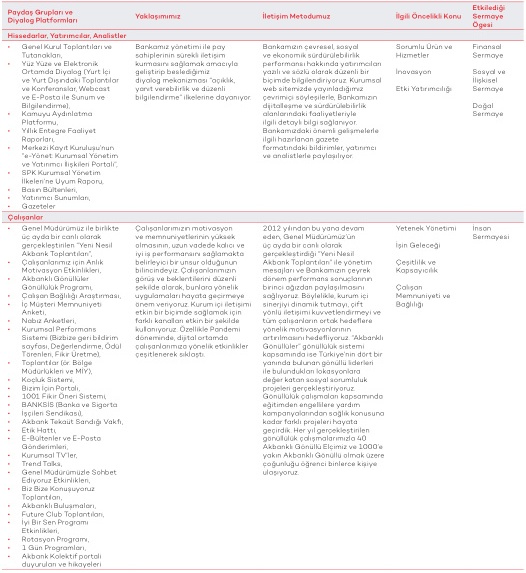 Paydaş Grupları ve
Diyalog Platformları
Yaklaşımımız
İletişim Metodumuz
İlgili Öncelikli Konu
Etkilediği
Sermaye
Ögesi
Hissedarlar, Yatırımcılar, Analistler
• Genel Kurul Toplantıları ve
Tutanakları,
• Yüz Yüze ve Elektronik
Ortamda Diyalog (Yurt İçi
ve Yurt Dışındaki Toplantılar
ve Konferanslar, Webcast
ve E-Posta ile Sunum ve
Bilgilendirme),
• Kamuyu Aydınlatma
Platformu,
• Yıllık Entegre Faaliyet
Raporları,
• Merkezi Kayıt Kuruluşu'nun
"e-Yönet: Kurumsal Yönetim
ve Yatırımcı İlişkileri Portalı",
• SPK Kurumsal Yönetim
İlkeleri'ne Uyum Raporu,
• Basın Bültenleri,
• Yatırımcı Sunumları,
• Gazeteler
Bankamız yönetimi ile pay
sahiplerinin sürekli iletişim
kurmasını sağlamak amacıyla
geliştirip beslediğimiz
diyalog mekanizması "açıklık,
yanıt verebilirlik ve düzenli
bilgilendirme" ilkelerine dayanıyor.
Bankamızın çevresel, sosyal
ve ekonomik sürdürülebilirlik
performansı hakkında yatırımcıları
yazılı ve sözlü olarak düzenli bir
biçimde bilgilendiriyoruz. Kurumsal
web sitemizde yayınladığımız
çevrimiçi söyleşilerle, Bankamızın
dijitalleşme ve sürdürülebilirlik
alanlarındaki faaliyetleriyle
ilgili detaylı bilgi sağlanıyor.
Bankamızdaki önemli gelişmelerle
ilgili hazırlanan gazete
formatındaki bildirimler, yatırımcı
ve analistlerle paylaşılıyor.
Sorumlu Ürün ve
Hizmetler
İnovasyon
Etki Yatırımcılığı
Finansal
Sermaye
Sosyal ve
İlişkisel
Sermaye
Doğal
Sermaye
Çalışanlar
• Genel Müdürümüz ile birlikte
üç ayda bir canlı olarak
gerçekleştirilen "Yeni Nesil
Akbank Toplantıları",
• Çalışanlarımız için Anlık
Motivasyon Etkinlikleri,
• Akbanklı Gönüllüler
Gönüllülük Programı,
• Çalışan Bağlılığı Araştırması,
• İç Müşteri Memnuniyeti
Anketi,
• Nabız Anketleri,
• Kurumsal Performans
Sistemi (Bizbize geri bildirim
sayfası, Değerlendirme, Ödül
Törenleri, Fikir Üretme),
• Toplantılar (ör. Bölge
Müdürlükleri ve MİY),
• Koçluk Sistemi,
• Bizim İçin Portalı,
• 1001 Fikir Öneri Sistemi,
• BANKSİS (Banka ve Sigorta
İşçileri Sendikası),
• Akbank Tekaüt Sandığı Vakfı,
• Etik Hattı,
• E-Bültenler ve E-Posta
Gönderimleri,
• Kurumsal TV'ler,
• Trend Talks,
• Genel Müdürümüzle Sohbet
Ediyoruz Etkinlikleri,
• Biz Bize Konuşuyoruz
Toplantıları,
• Akbanklı Buluşmaları,
• Future Club Toplantıları,
• İyi Bir Sen Programı
Etkinlikleri,
• Rotasyon Programı,
• 1 Gün Programları,
• Akbank Kolektif portalı
duyuruları ve hikayeleri
Çalışanlarımızın motivasyon
ve memnuniyetlerinin yüksek
olmasının, uzun vadede kalıcı ve
iyi iş performansını sağlamakta
belirleyici bir unsur olduğunun
bilincindeyiz. Çalışanlarımızın
görüş ve beklentilerini düzenli
şekilde alarak, bunlara yönelik
uygulamaları hayata geçirmeye
önem veriyoruz. Kurum içi iletişimi
etkin bir biçimde sağlamak için
farklı kanalları etkin bir şekilde
kullanıyoruz. Özellikle Pandemi
döneminde, dijital ortamda
çalışanlarımıza yönelik etkinlikler
çeşitlenerek sıklaştı.
2012 yılından bu yana devam
eden, Genel Müdürümüz'ün
üç ayda bir canlı olarak
gerçekleştirdiği "Yeni Nesil
Akbank Toplantıları" ile yönetim
mesajları ve Bankamızın çeyrek
dönem performans sonuçlarının
birinci ağızdan paylaşılmasını
sağlıyoruz. Böylelikle, kurum içi
sinerjiyi dinamik tutmayı, çift
yönlü iletişimi kuvvetlendirmeyi ve
tüm çalışanların ortak hedeflere
yönelik motivasyonlarının
artırılmasını hedefliyoruz. "Akbanklı
Gönüllüler" gönüllülük sistemi
kapsamında ise Türkiye'nin dört bir
yanında bulunan gönüllü liderleri
ile bulundukları lokasyonlara
değer katan sosyal sorumluluk
projeleri gerçekleştiriyoruz.
Gönüllülük çalışmaları kapsamında
eğitimden engellilere yardım
kampanyalarından sağlık konusuna
kadar farklı projeleri hayata
geçirdik. Her yıl gerçekleştirilen
gönüllülük çalışmalarımızla 40
Akbanklı Gönüllü Elçimiz ve 1000'e
yakın Akbanklı Gönüllü olmak üzere
çoğunluğu öğrenci binlerce kişiye
ulaşıyoruz.
Yetenek Yönetimi
İşin Geleceği
Çeşitlilik ve
Kapsayıcılık
Çalışan
Memnuniyeti ve
Bağlılığı
İnsan
Sermayesi